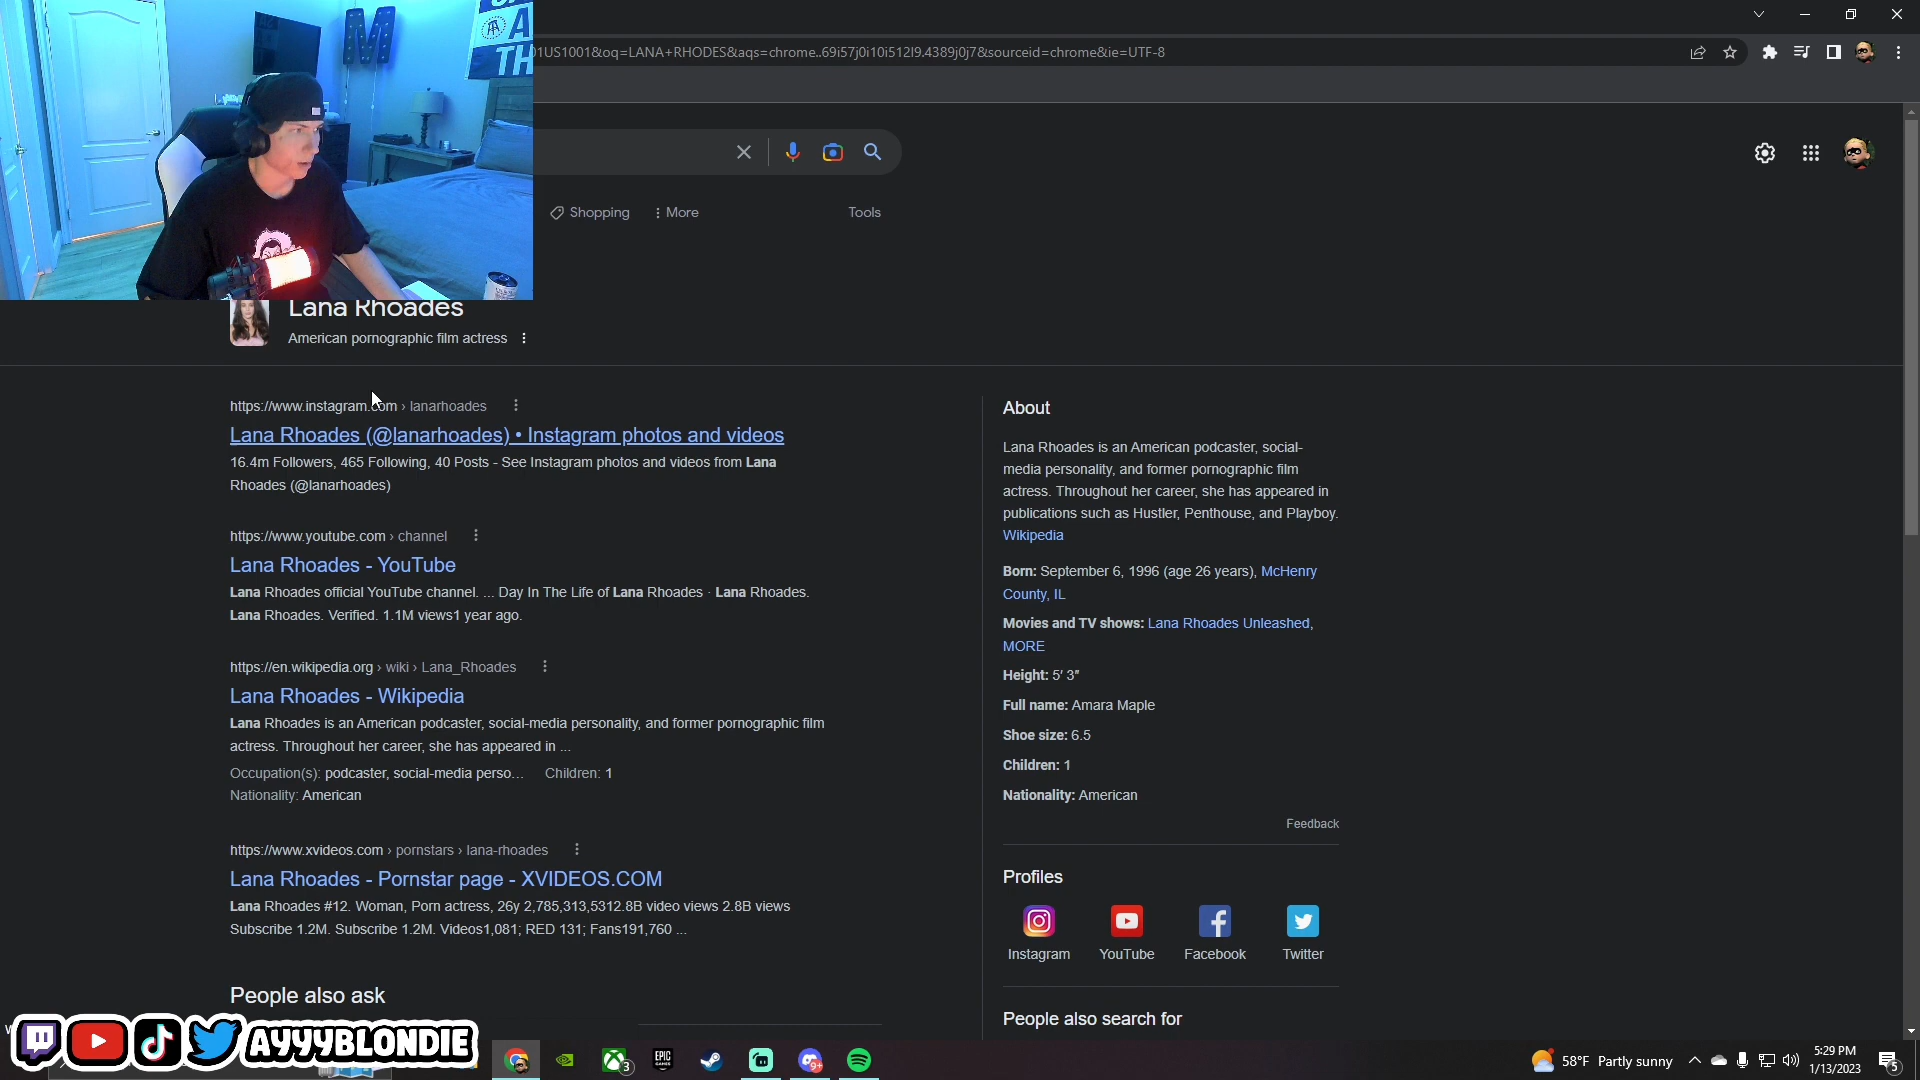 A
TH
01US1001&oq=LANA+RHODES&aqs=chrome..69i57j0i10i512l9.4389j0j7&sourceid=chrome&ie=UTF-8
Shopping
More
Tools
Lana Rhoades
American pornographic film actress
https://www.instagram.com › lanarhoades
Lana Rhoades (@lanarhoades) • Instagram photos and videos
16.4m Followers, 465 Following, 40 Posts - See Instagram photos and videos from Lana
Rhoades (@lanarhoades)
https://www.youtube.com › channel
Lana Rhoades - YouTube
Lana Rhoades official YouTube channel. ... Day In The Life of Lana Rhoades · Lana Rhoades.
Lana Rhoades. Verified. 1.1M views1 year ago.
https://en.wikipedia.org › wiki › Lana_Rhoades
Lana Rhoades - Wikipedia
Lana Rhoades is an American podcaster, social-media personality, and former pornographic film
actress. Throughout her career, she has appeared in ...
Occupation(s): podcaster, social-media perso... Children: 1
Nationality: American
https://www.xvideos.com › pornstars › lana-rhoades
Lana Rhoades - Pornstar page - XVIDEOS.COM
Lana Rhoades #12. Woman, Porn actress, 26y 2,785,313,5312.8B video views 2.8B views
Subscribe 1.2M. Subscribe 1.2M. Videos1,081; RED 131; Fans191,760 ...
People also ask
About
Lana Rhoades is an American podcaster, social-
media personality, and former pornographic film
actress. Throughout her career, she has appeared in
publications such as Hustler, Penthouse, and Playboy.
Wikipedia
Born: September 6, 1996 (age 26 years), McHenry
County, IL
Movies and TV shows: Lana Rhoades Unleashed,
MORE
Height: 5′ 3″
Full name: Amara Maple
Shoe size: 6.5
Children: 1
Nationality: American
Feedback
Profiles
Instagram
YouTube
Facebook
Twitter
People also search for
AYYYBLONDIE
3
EPIC
GAMES
9+
58°F Partly sunny
5:29 PM
1/13/2023
5